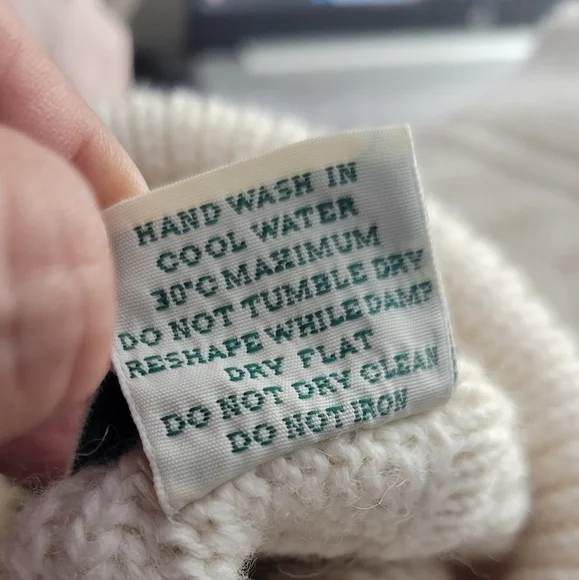 HAND WASH IN
COOL WATER
30°C MAXIMUM
DO NOT TUMBLE DRY
RESHAPE WHILE DAMP
DRY FLAT
DO NOT DRY CLEAN
DO NOT IRON